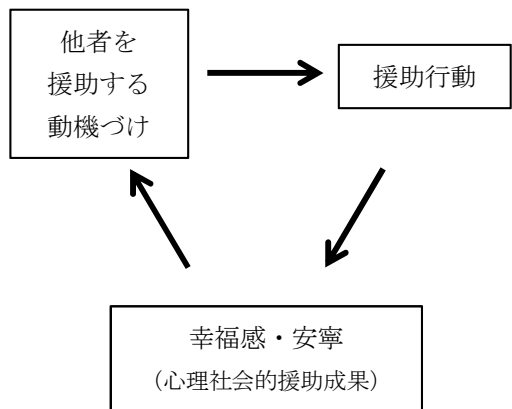 他者を
援助する
動機づけ
援助行動
幸福感・安寧
（心理社会的援助成果）